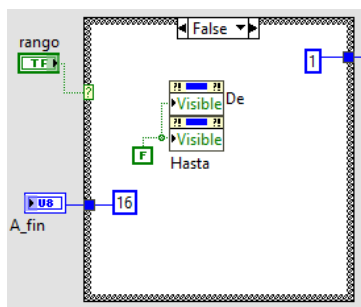 False
rango
TF
1
?
?! ?!
Visible De
?! ?!
Visible
F
Hasta
U8
16
A_fin